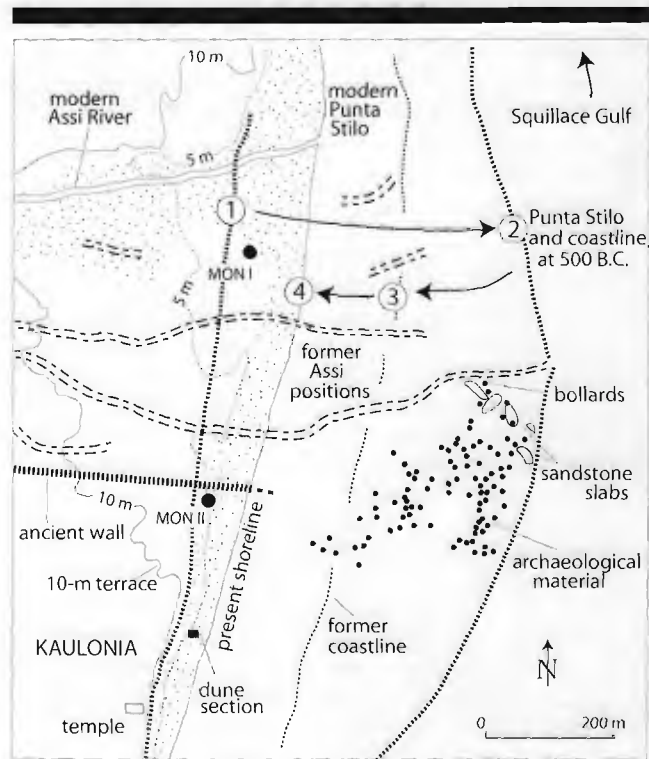 10 m
modern
Assi River
modern
Punta
Stilo
Squillace Gulf
5 m
1
2
Punta Stilo
and coastline
at 500 B.C.
MON I
5 m
4
3
former
Assi
positions
bollards
sandstone
slabs
10 m
ancient wall
MON II
archaeological
material
10-m terrace
present shoreline
former
coastline
KAULONIA
N
dune
section
temple
0
200 m